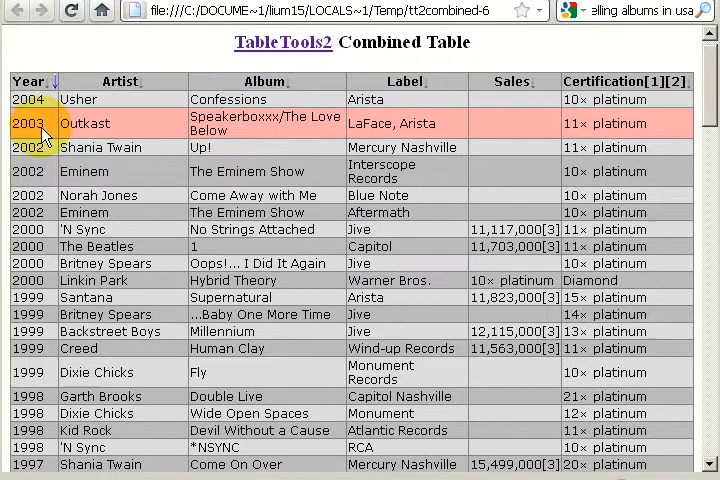 file:///C:/DOCUME~1/lium15/LOCALS~1/Temp/tt2combined-6
elling albums in usa
TableTools2 Combined Table
Year↓↓ Artist↓ Album↓ Label↓ Sales↓ Certification[1][2]↓
2004 Usher Confessions Arista 10× platinum
2003 Outkast Speakerboxxx/The Love Below LaFace, Arista 11× platinum
2002 Shania Twain Up! Mercury Nashville 11× platinum
2002 Eminem The Eminem Show Interscope Records 11× platinum
2002 Norah Jones Come Away with Me Blue Note 10× platinum
2002 Eminem The Eminem Show Aftermath 10× platinum
2000 'N Sync No Strings Attached Jive 11,117,000[3] 11× platinum
2000 The Beatles 1 Capitol 11,703,000[3] 11× platinum
2000 Britney Spears Oops!... I Did It Again Jive 10× platinum
2000 Linkin Park Hybrid Theory Warner Bros. 10× platinum Diamond
1999 Santana Supernatural Arista 11,823,000[3] 15× platinum
1999 Britney Spears ...Baby One More Time Jive 14× platinum
1999 Backstreet Boys Millennium Jive 12,115,000[3] 13× platinum
1999 Creed Human Clay Wind-up Records 11,563,000[3] 11× platinum
1999 Dixie Chicks Fly Monument Records 10× platinum
1998 Garth Brooks Double Live Capitol Nashville 21× platinum
1998 Dixie Chicks Wide Open Spaces Monument 12× platinum
1998 Kid Rock Devil Without a Cause Atlantic Records 11× platinum
1998 'N Sync *NSYNC RCA 10× platinum
1997 Shania Twain Come On Over Mercury Nashville 15,499,000[3] 20× platinum